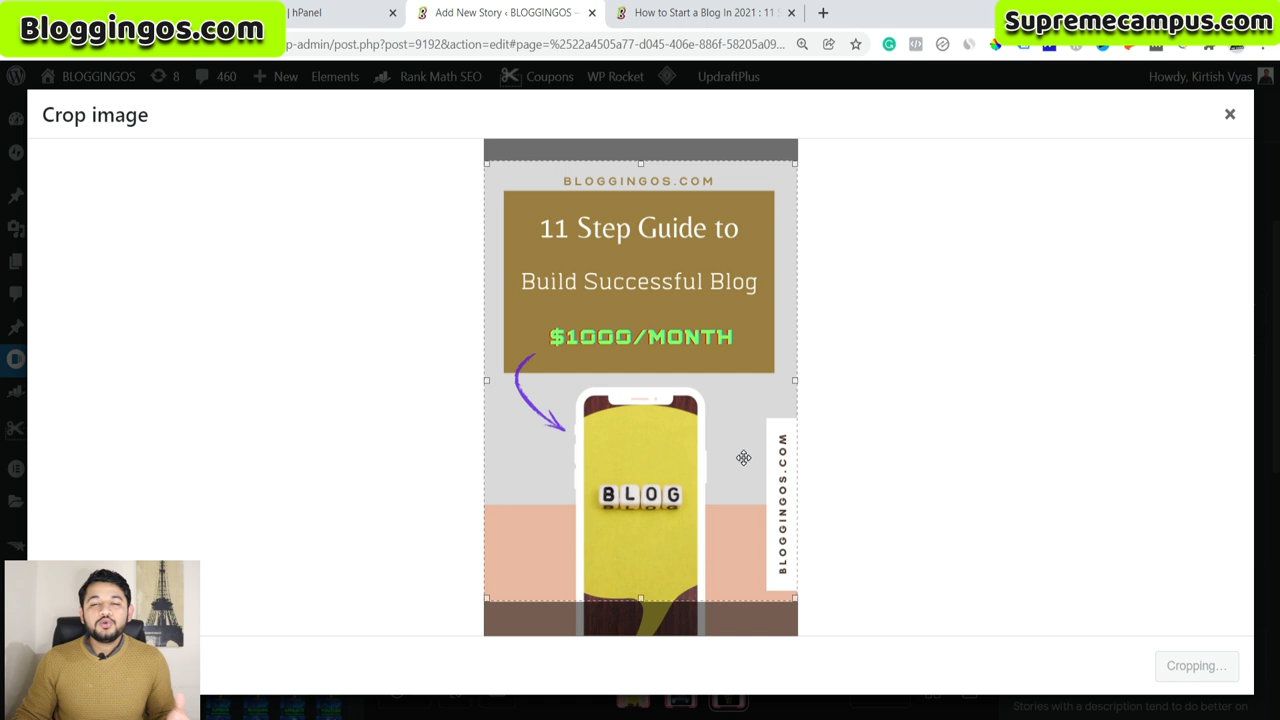 Bloggingos.com
Supremecampus.com
| hPanel
Add New Story ‹ BLOGGINGOS —
How to Start a Blog In 2021 : 11
p-admin/post.php?post=9192&action=edit#page=%2522a4505a77-d045-406e-886f-58205a09...
BLOGGINGOS
8
460
New
Elements
Rank Math SEO
Coupons
WP Rocket
UpdraftPlus
Howdy, Kirtish Vyas
Crop image
BLOGGINGOS.COM
11 Step Guide to
Build Successful Blog
$1000/MONTH
BLOG
BLOGGINGOS.COM
Cropping...
Stories with a description tend to do better on